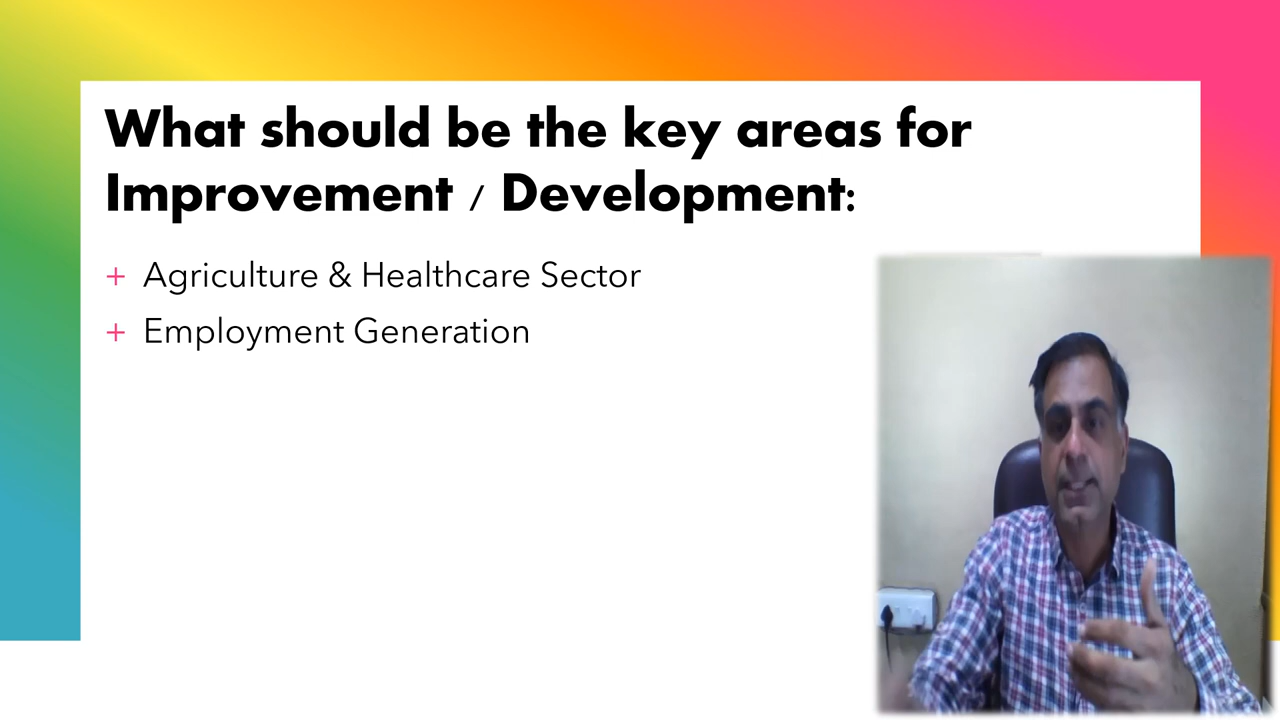 What should be the key areas for
Improvement / Development:
+ Agriculture & Healthcare Sector
+ Employment Generation